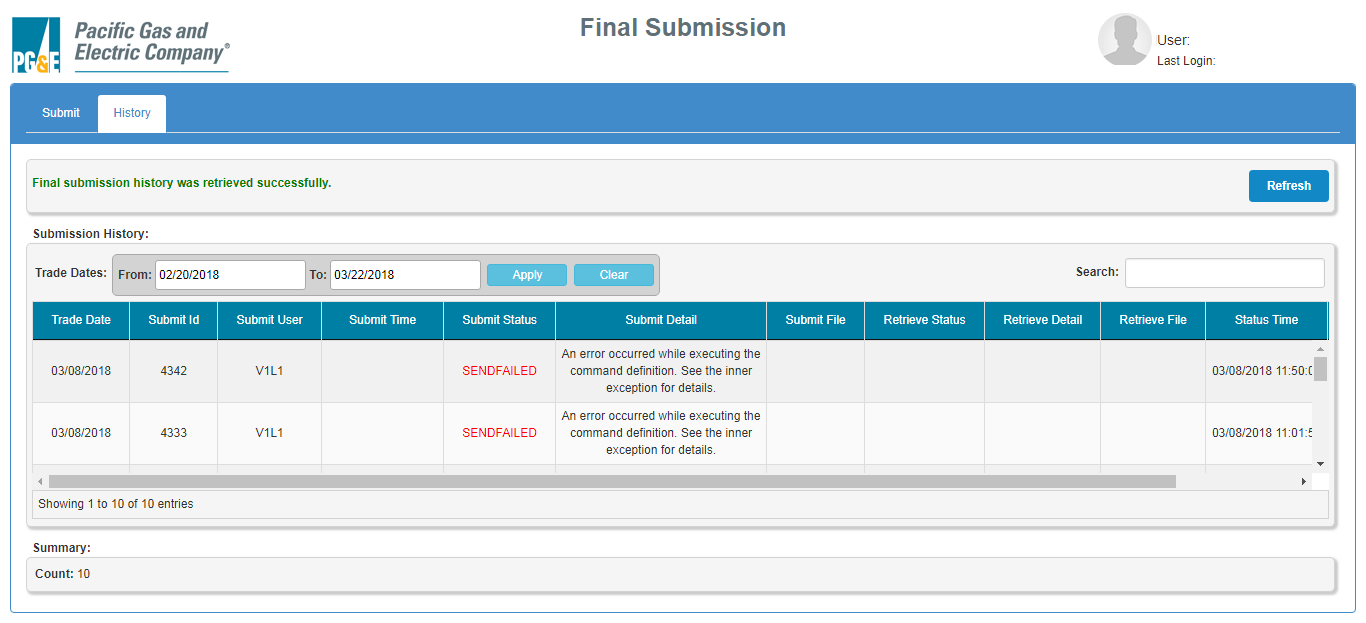 PG&E
Pacific Gas and
Electric Company®
Final Submission
User:
Last Login:
Submit
History
Final submission history was retrieved successfully.
Refresh
Submission History:
Trade Dates:
From: 02/20/2018 To: 03/22/2018 Apply Clear
Search:
Trade Date Submit Id Submit User Submit Time Submit Status Submit Detail Submit File Retrieve Status Retrieve Detail Retrieve File Status Time
03/08/2018 4342 V1L1 SENDFAILED An error occurred while executing the
command definition. See the inner
exception for details.
03/08/2018 11:50:0
03/08/2018 4333 V1L1 SENDFAILED An error occurred while executing the
command definition. See the inner
exception for details.
03/08/2018 11:01:5
Showing 1 to 10 of 10 entries
Summary:
Count: 10